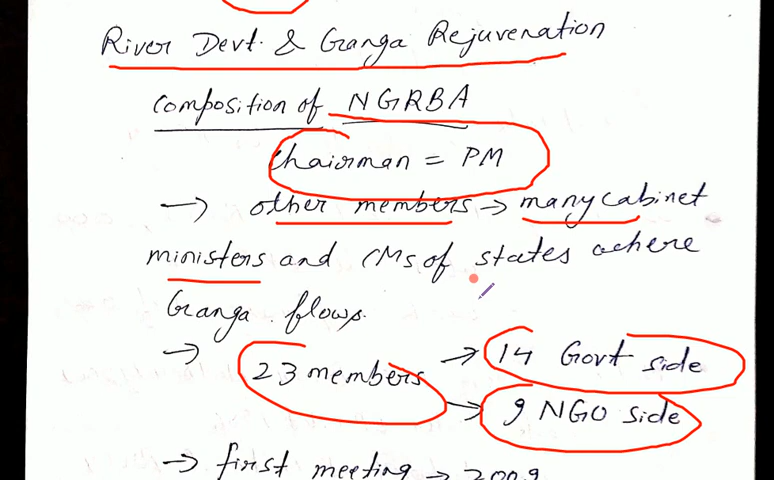 River Devt. & Ganga Rejuvenation
Composition of NGRBA
Chairman = PM
→ other members → many cabinet
ministers and CMs of states where
Ganga flows.
→ 23 members → 14 Govt side
→ 9 NGO side
→ first meeting → 2009